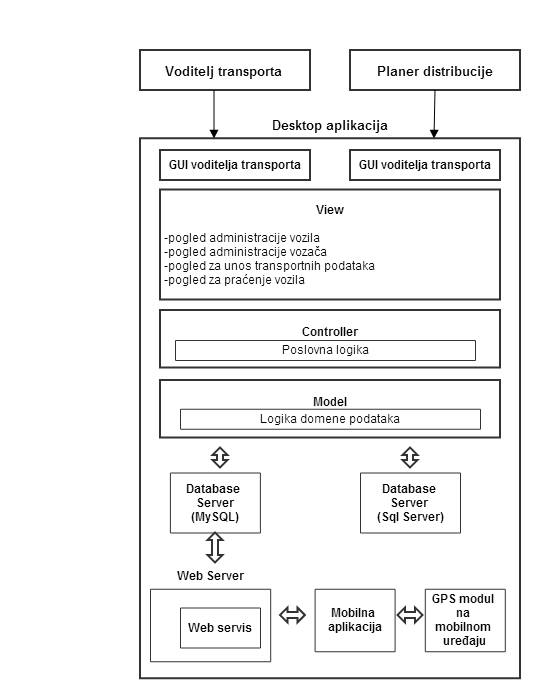 Voditelj transporta
Planer distribucije
Desktop aplikacija
GUI voditelja transporta
GUI voditelja transporta
View
-pogled administracije vozila
-pogled administracije vozača
-pogled za unos transportnih podataka
-pogled za praćenje vozila
Controller
Poslovna logika
Model
Logika domene podataka
Database
Server
(MySQL)
Database
Server
(Sql Server)
Web Server
Web servis
Mobilna
aplikacija
GPS modul
na
mobilnom
uređaju